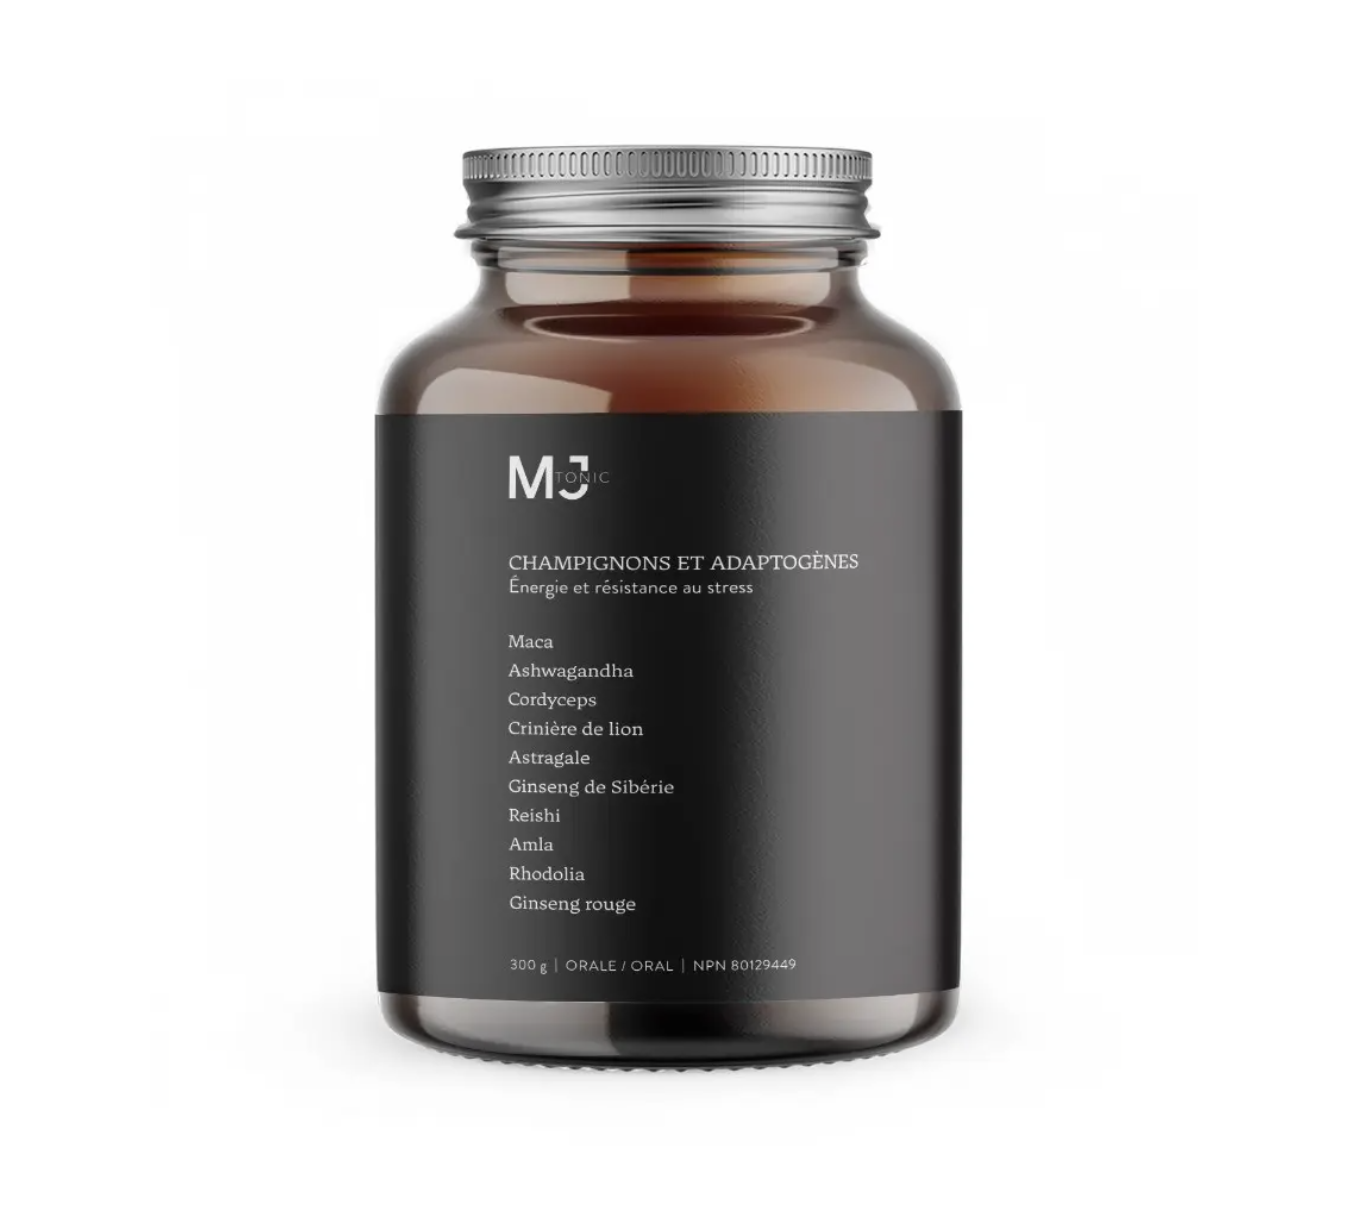 MJ TONIC
CHAMPIGNONS ET ADAPTOGÈNES
Énergie et résistance au stress
Maca
Ashwagandha
Cordyceps
Crinière de lion
Astragale
Ginseng de Sibérie
Reishi
Amla
Rhodolia
Ginseng rouge
300 g | ORALE / ORAL | NPN 80129449